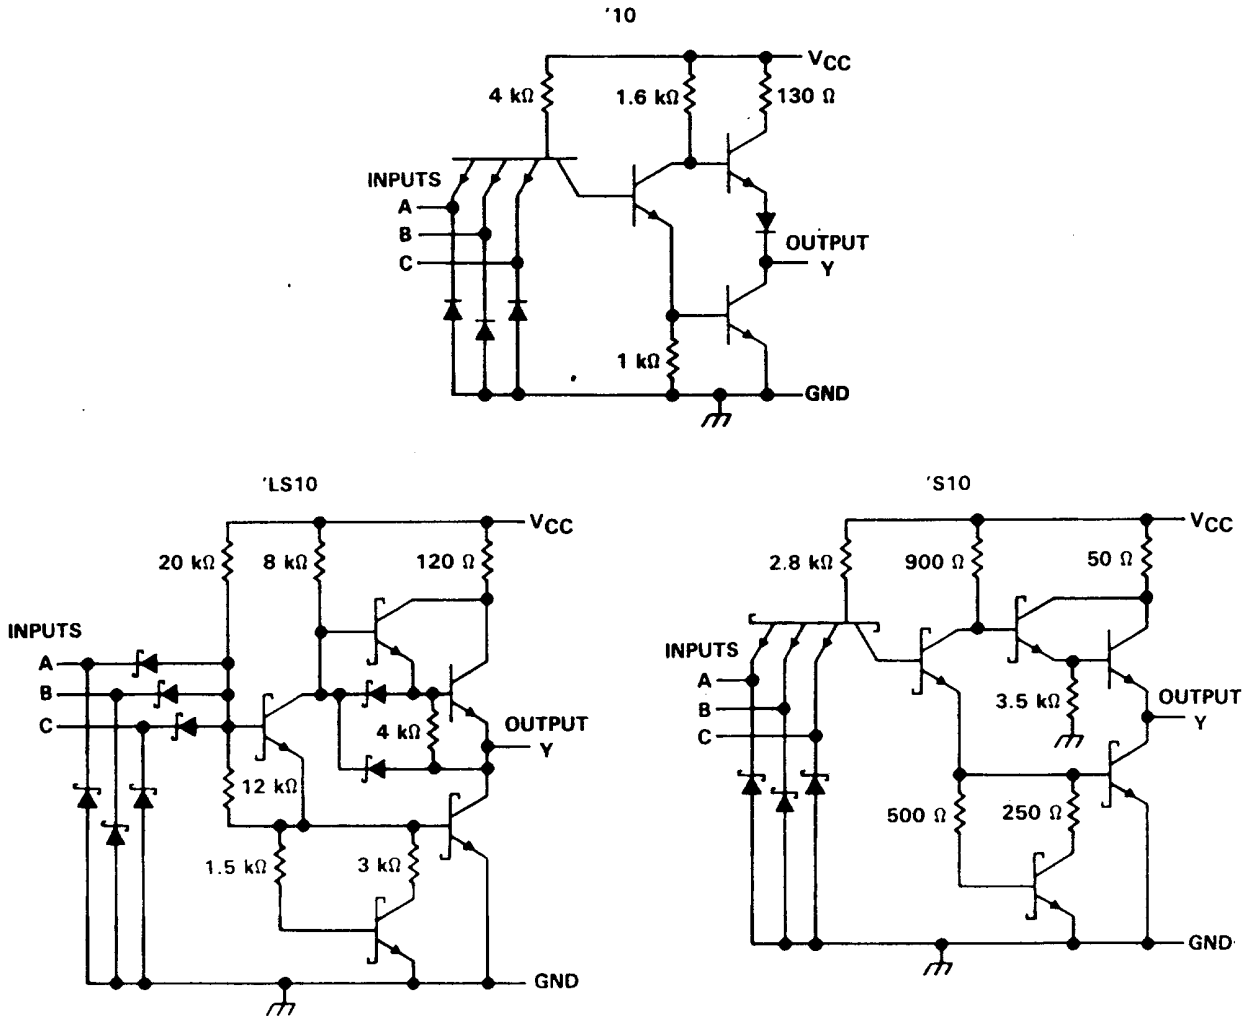 '10
VCC
4 kΩ
1.6 kΩ
130 Ω
INPUTS
A
B
C
OUTPUT
Y
1 kΩ
GND
'LS10
VCC
20 kΩ
8 kΩ
120 Ω
INPUTS
A
B
C
4 kΩ
OUTPUT
Y
12 kΩ
1.5 kΩ
3 kΩ
GND
'S10
VCC
2.8 kΩ
900 Ω
50 Ω
INPUTS
A
B
C
3.5 kΩ
OUTPUT
Y
500 Ω
250 Ω
GND